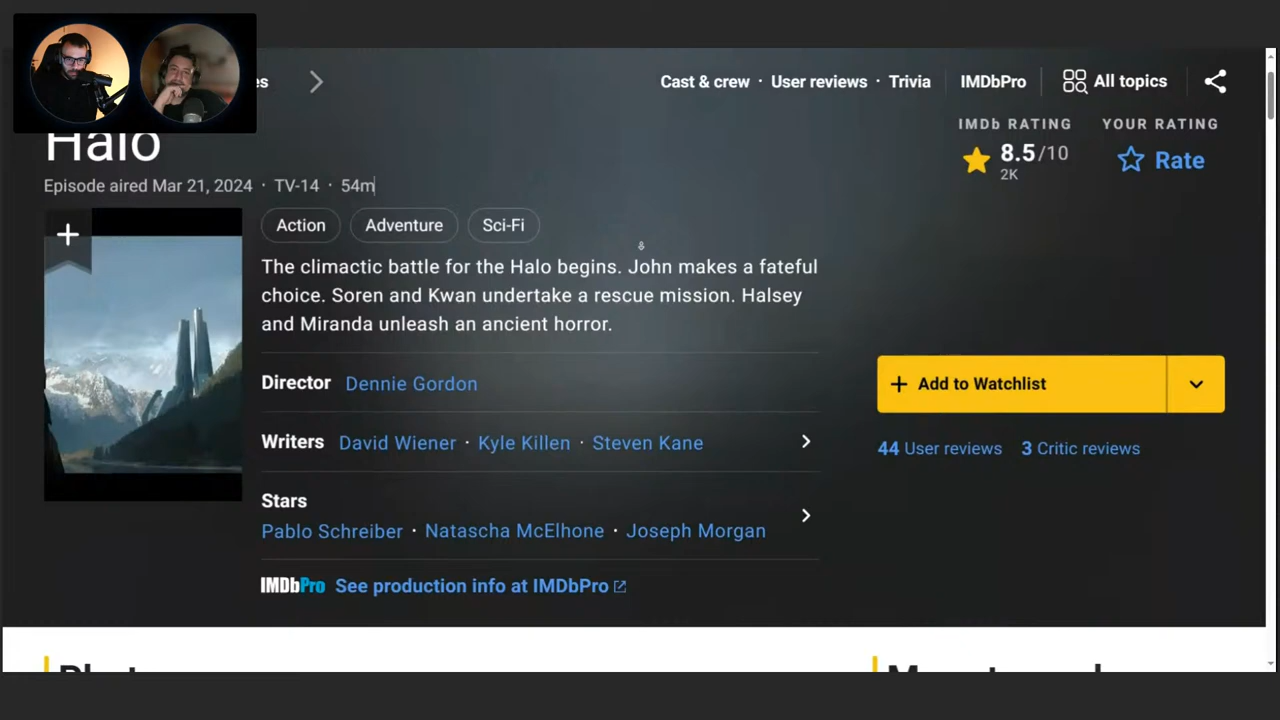 es
Cast & crew · User reviews · Trivia
IMDbPro
All topics
Halo
Episode aired Mar 21, 2024 · TV-14 · 54m
IMDb RATING
8.5/10
2K
YOUR RATING
Rate
Action
Adventure
Sci-Fi
The climactic battle for the Halo begins. John makes a fateful
choice. Soren and Kwan undertake a rescue mission. Halsey
and Miranda unleash an ancient horror.
Director Dennie Gordon
Writers David Wiener · Kyle Killen · Steven Kane
Stars
Pablo Schreiber · Natascha McElhone · Joseph Morgan
IMDbPro See production info at IMDbPro
+ Add to Watchlist
44 User reviews 3 Critic reviews